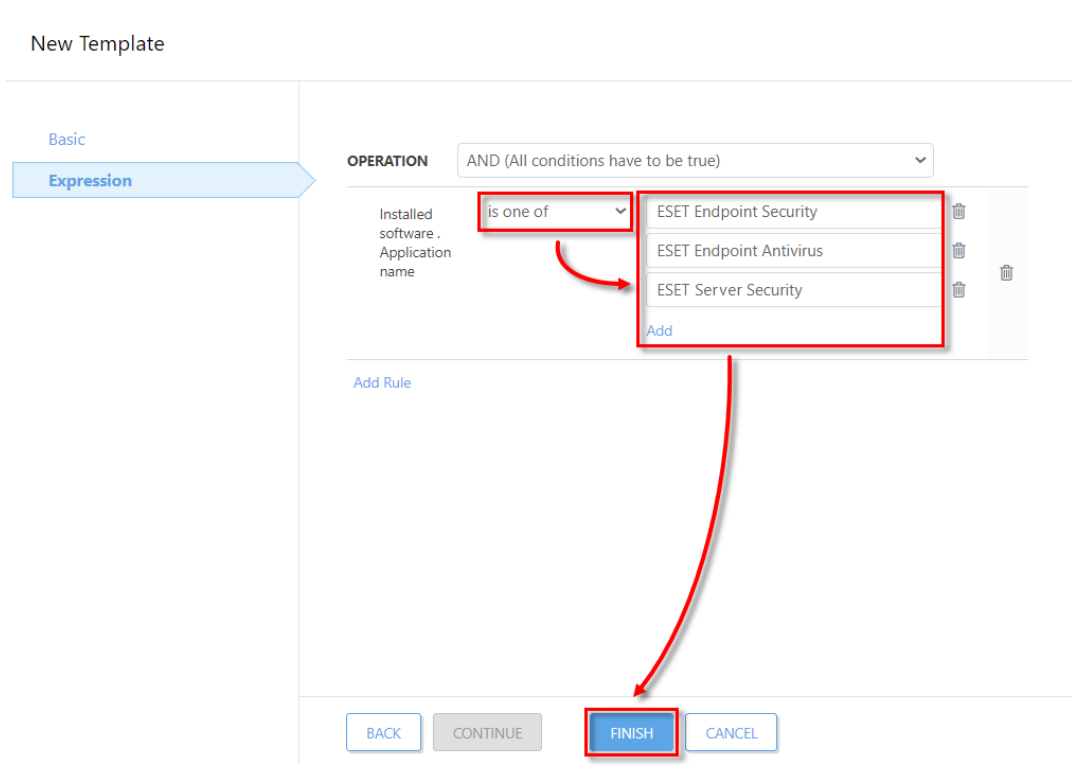 New Template
Basic
Expression
OPERATION AND (All conditions have to be true)
Installed
software .
Application
name
is one of
ESET Endpoint Security
ESET Endpoint Antivirus
ESET Server Security
Add
Add Rule
BACK CONTINUE FINISH CANCEL